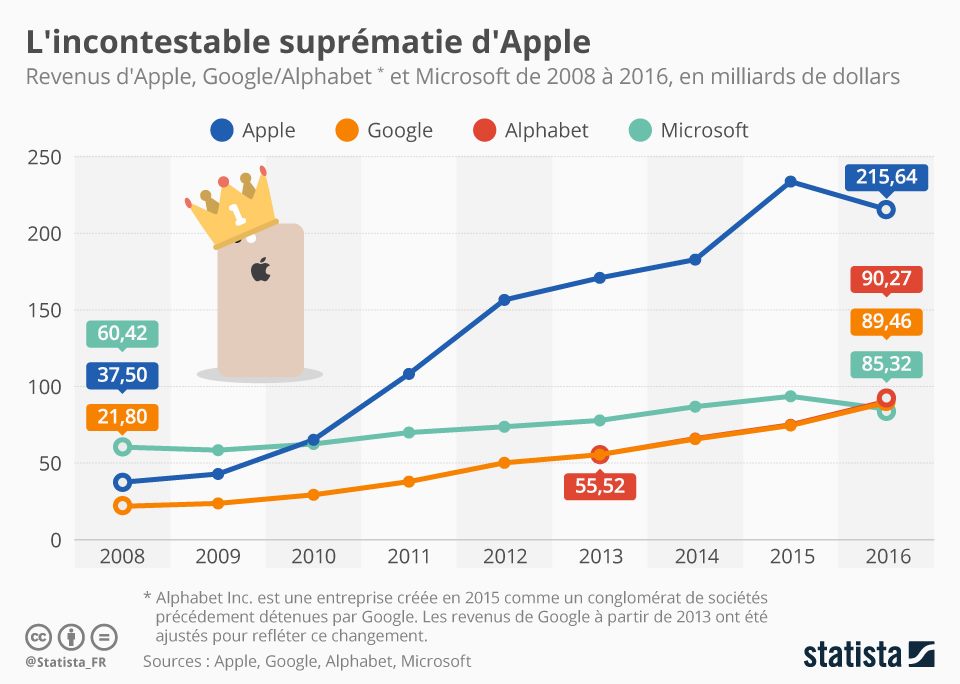 L'incontestable suprématie d'Apple
Revenus d'Apple, Google/Alphabet * et Microsoft de 2008 à 2016, en milliards de dollars
Apple Google Alphabet Microsoft
250
200
150
100
50
0
1
60,42
37,50
21,80
55,52
215,64
90,27
89,46
85,32
2008 2009 2010 2011 2012 2013 2014 2015 2016
* Alphabet Inc. est une entreprise créée en 2015 comme un conglomérat de sociétés
précédement détenues par Google. Les revenus de Google à partir de 2013 ont été
ajustés pour refléter ce changement.
@Statista_FR
Sources : Apple, Google, Alphabet, Microsoft
cc
statista